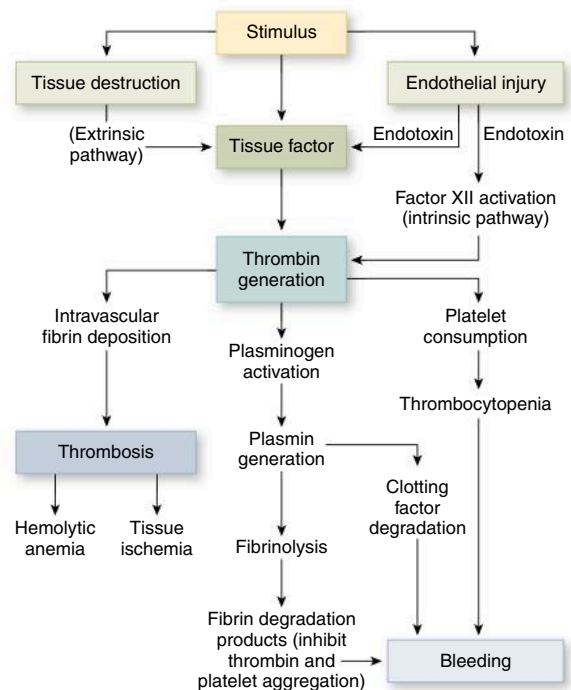 Stimulus
Tissue destruction
Endothelial injury
(Extrinsic
pathway)
Tissue factor
Endotoxin
Endotoxin
Factor XII activation
(intrinsic pathway)
Thrombin
generation
Intravascular
fibrin deposition
Plasminogen
activation
Platelet
consumption
Thrombocytopenia
Thrombosis
Plasmin
generation
Clotting
factor
degradation
Hemolytic
anemia
Tissue
ischemia
Fibrinolysis
Fibrin degradation
products (inhibit
thrombin and
platelet aggregation)
Bleeding